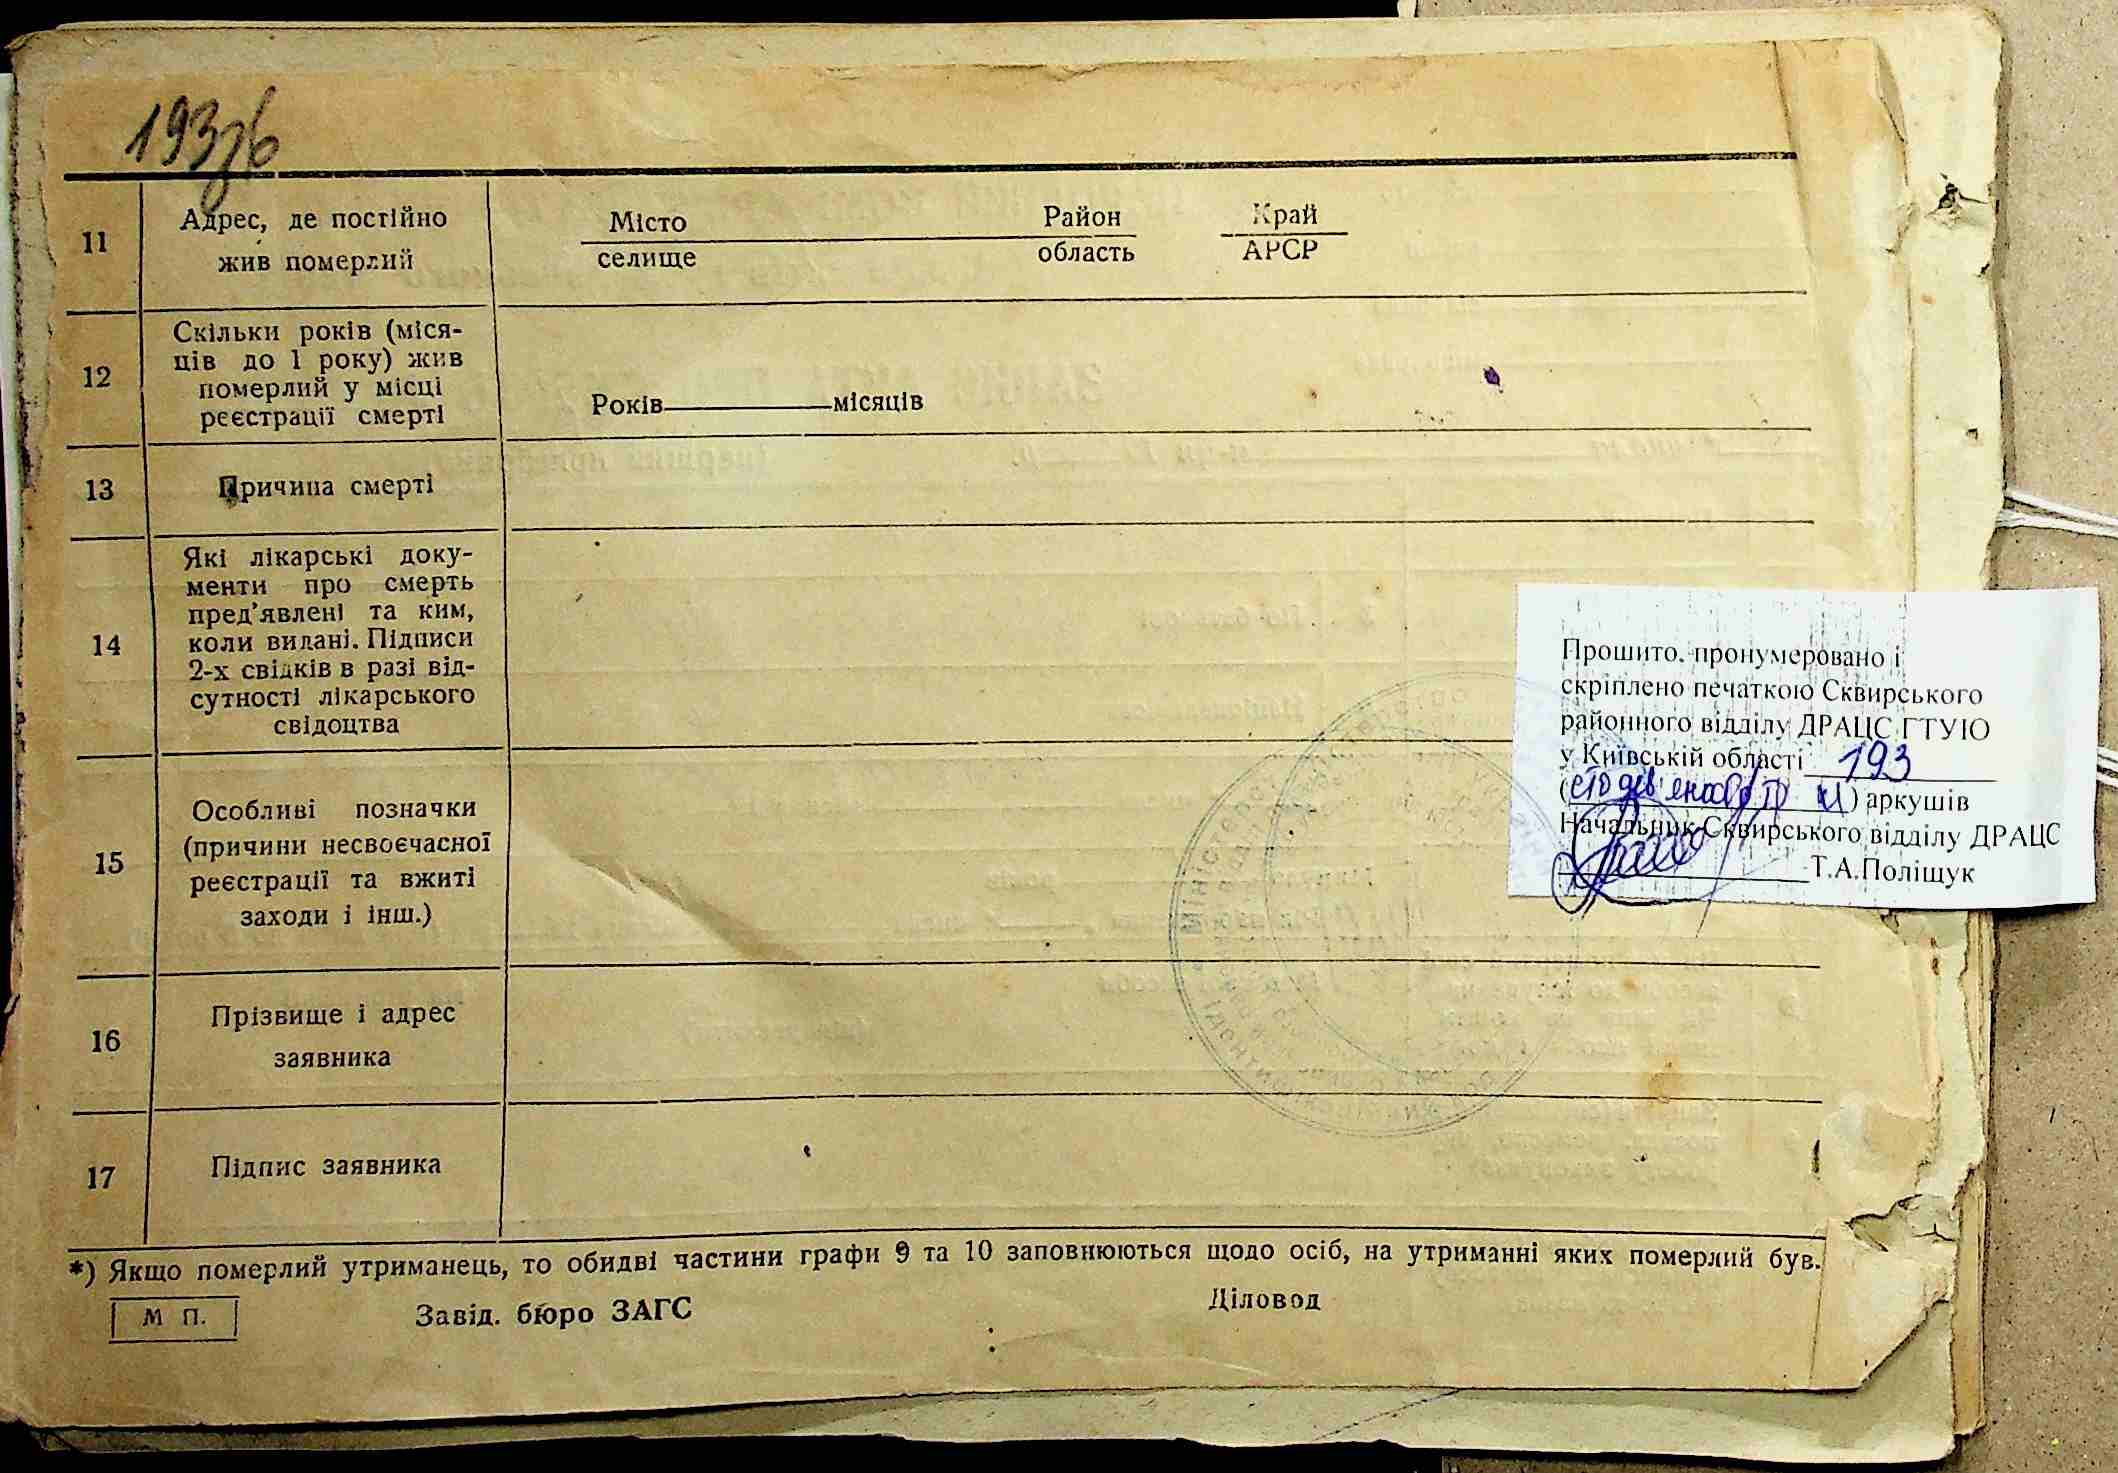 193зб
11
Адрес, де постійно
жив померлий
Місто
селище
Район
область
Край
АРСР
12
Скільки років (міся-
ців до 1 року) жив
померлий у місці
реєстрації смерті
Років місяців
13
Причина смерті
14
Які лікарські доку-
менти про смерть
пред'явлені та ким,
коли видані. Підписи
2-х свідків в разі від-
сутності лікарського
свідоцтва
15
Особливі позначки
(причини несвоєчасної
реєстрації та вжиті
заходи і інш.)
16
Прізвище і адрес
заявника
17
Підпис заявника
*) Якщо померлий утриманець, то обидві частини графи 9 та 10 заповнюються щодо осіб, на утриманні яких померлий був.
М П.
Завід. бюро ЗАГС
Діловод
Прошито, пронумеровано і
скріплено печаткою Сквирського
районного відділу ДРАЦС ГТУЮ
у Київській області 193
(сто дев'яносто три) аркушів
Начальник Сквирського відділу ДРАЦС
Т.А.Поліщук